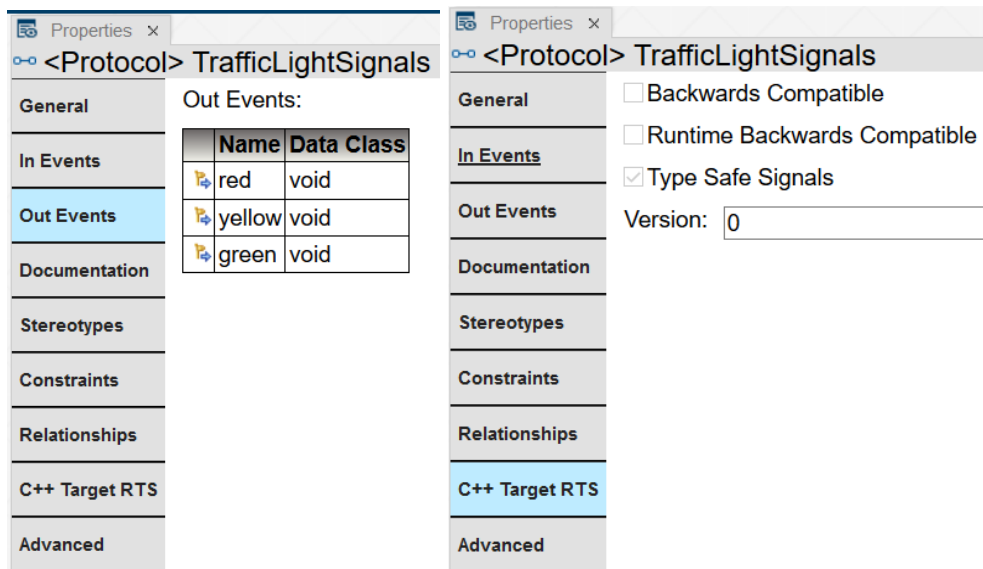 Properties
<Protocol> TrafficLightSignals
General
In Events
Out Events
Documentation
Stereotypes
Constraints
Relationships
C++ Target RTS
Advanced
Out Events:
Name Data Class
red void
yellow void
green void
Properties
<Protocol> TrafficLightSignals
General
In Events
Out Events
Documentation
Stereotypes
Constraints
Relationships
C++ Target RTS
Advanced
Backwards Compatible
Runtime Backwards Compatible
Type Safe Signals
Version: 0